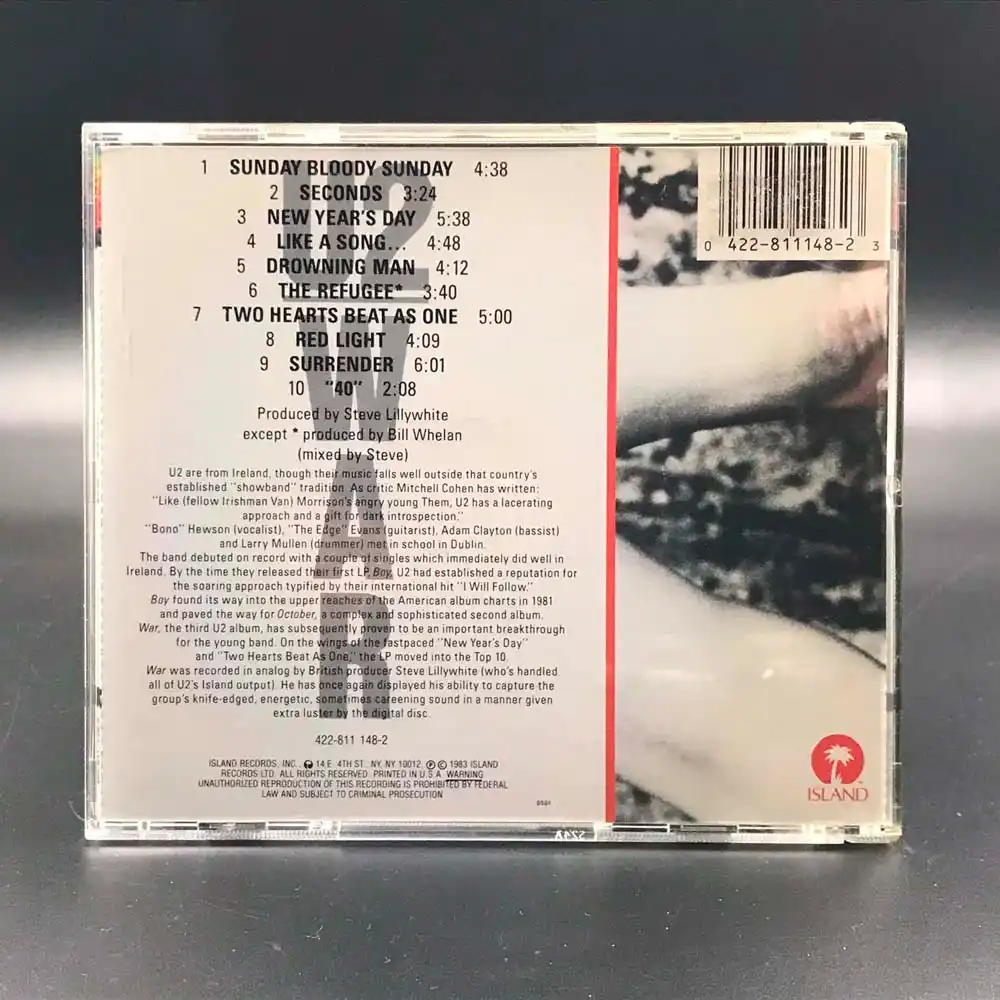 1 SUNDAY BLOODY SUNDAY 4:38
2 SECONDS 3:24
3 NEW YEAR'S DAY 5:38
4 LIKE A SONG... 4:48
5 DROWNING MAN 4:12
6 THE REFUGEE* 3:40
7 TWO HEARTS BEAT AS ONE 5:00
8 RED LIGHT 4:09
9 SURRENDER 6:01
10 "40" 2:08
Produced by Steve Lillywhite
except * produced by Bill Whelan
(mixed by Steve)
U2 are from Ireland, though their music falls well outside that country's
established "showband" tradition. As critic Mitchell Cohen has written:
"Like (fellow Irishman Van) Morrison's angry young Them, U2 has a lacerating
approach and a gift for dark introspection."
"Bono" Hewson (vocalist), "The Edge" Evans (guitarist), Adam Clayton (bassist)
and Larry Mullen (drummer) met in school in Dublin.
The band debuted on record with a couple of singles which immediately did well in
Ireland. By the time they released their first LP, Boy, U2 had established a reputation for
the soaring approach typified by their international hit "I Will Follow."
Boy found its way into the upper reaches of the American album charts in 1981
and paved the way for October, a complex and sophisticated second album.
War, the third U2 album, has subsequently proven to be an important breakthrough
for the young band. On the wings of the fastpaced "New Year's Day"
and "Two Hearts Beat As One," the LP moved into the Top 10.
War was recorded in analog by British producer Steve Lillywhite (who's handled
all of U2's Island output). He has once again displayed his ability to capture the
group's knife-edged, energetic, sometimes careening sound in a manner given
extra luster by the digital disc.
422-811 148-2
ISLAND RECORDS, INC., 14 E. 4TH ST., NY, NY 10012. ℗ © 1983 ISLAND
RECORDS LTD. ALL RIGHTS RESERVED. PRINTED IN U.S.A. WARNING
UNAUTHORIZED REPRODUCTION OF THIS RECORDING IS PROHIBITED BY FEDERAL
LAW AND SUBJECT TO CRIMINAL PROSECUTION
U2
WAR
0 422-811148-2 3
ISLAND